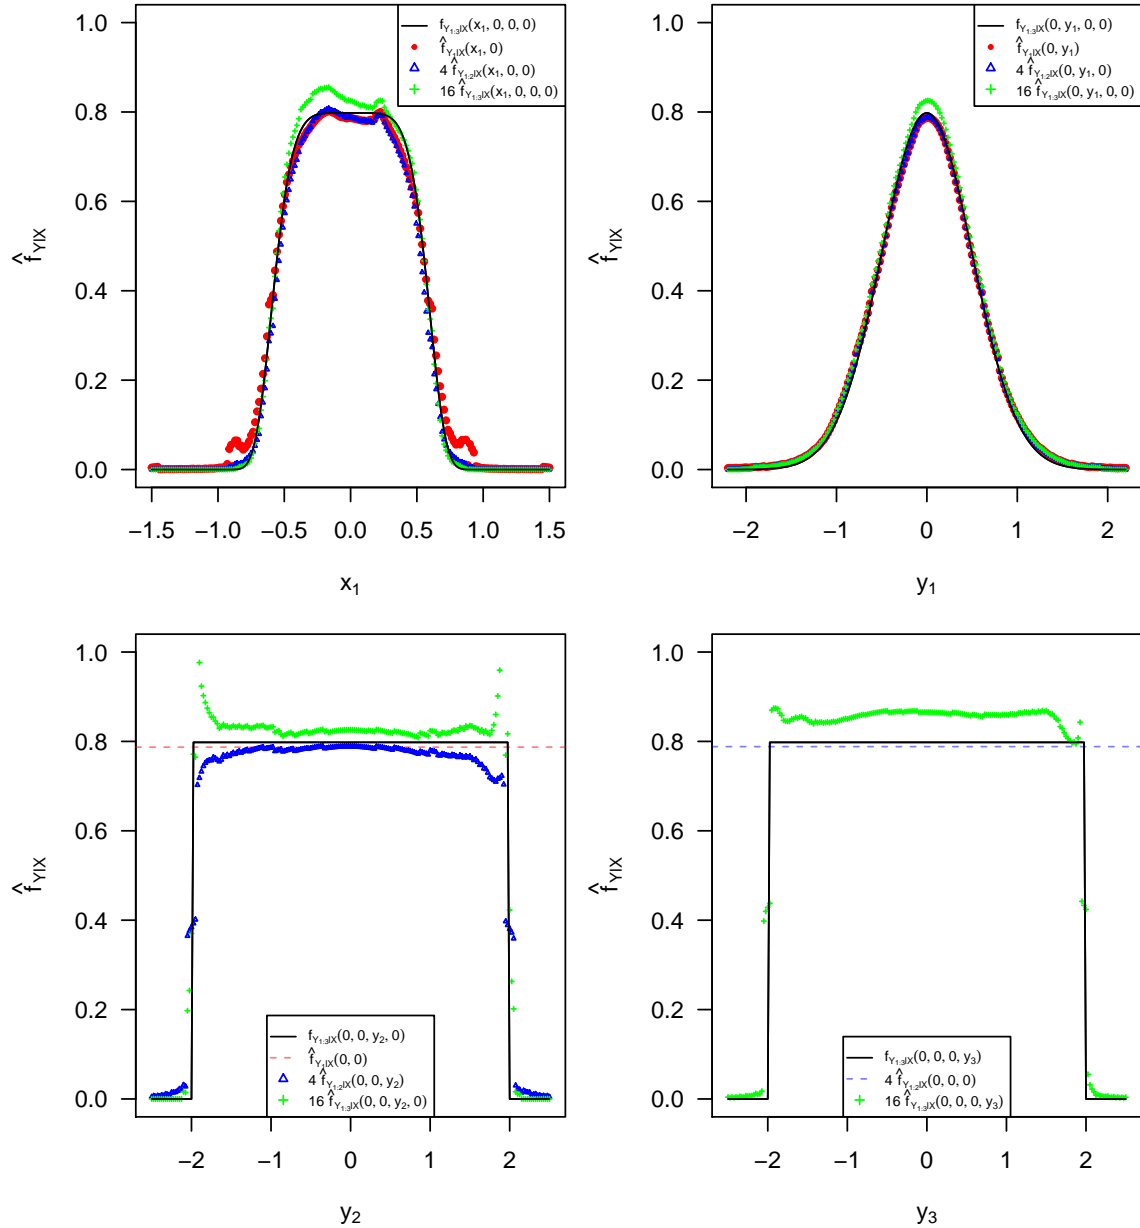 1.0
0.8
0.6
0.4
0.2
0.0
f̂_{Y|X}
−1.5 −1.0 −0.5 0.0 0.5 1.0 1.5
x₁
f_{Y₁:₃|X}(x₁, 0, 0, 0)
f̂_{Y₁|X}(x₁, 0)
4 f̂_{Y₁:₂|X}(x₁, 0, 0)
16 f̂_{Y₁:₃|X}(x₁, 0, 0, 0)
1.0
0.8
0.6
0.4
0.2
0.0
f̂_{Y|X}
−2 −1 0 1 2
y₁
f_{Y₁:₃|X}(0, y₁, 0, 0)
f̂_{Y₁|X}(0, y₁)
4 f̂_{Y₁:₂|X}(0, y₁, 0)
16 f̂_{Y₁:₃|X}(0, y₁, 0, 0)
1.0
0.8
0.6
0.4
0.2
0.0
f̂_{Y|X}
−2 −1 0 1 2
y₂
f_{Y₁:₃|X}(0, 0, y₂, 0)
f̂_{Y₁|X}(0, 0)
4 f̂_{Y₁:₂|X}(0, 0, y₂)
16 f̂_{Y₁:₃|X}(0, 0, y₂, 0)
1.0
0.8
0.6
0.4
0.2
0.0
f̂_{Y|X}
−2 −1 0 1 2
y₃
f_{Y₁:₃|X}(0, 0, 0, y₃)
4 f̂_{Y₁:₂|X}(0, 0, 0)
16 f̂_{Y₁:₃|X}(0, 0, 0, y₃)